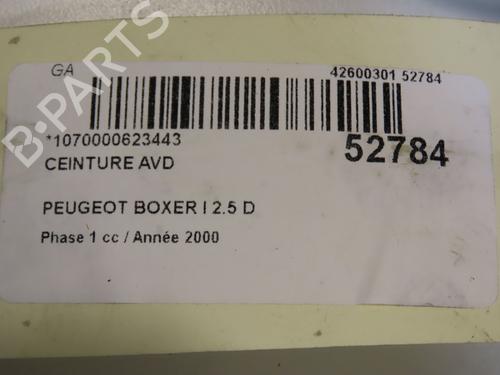 B-PARTS
GA
42600301 52784
*1070000623443
52784
CEINTURE AVD
PEUGEOT BOXER I 2.5 D
Phase 1 cc / Année 2000